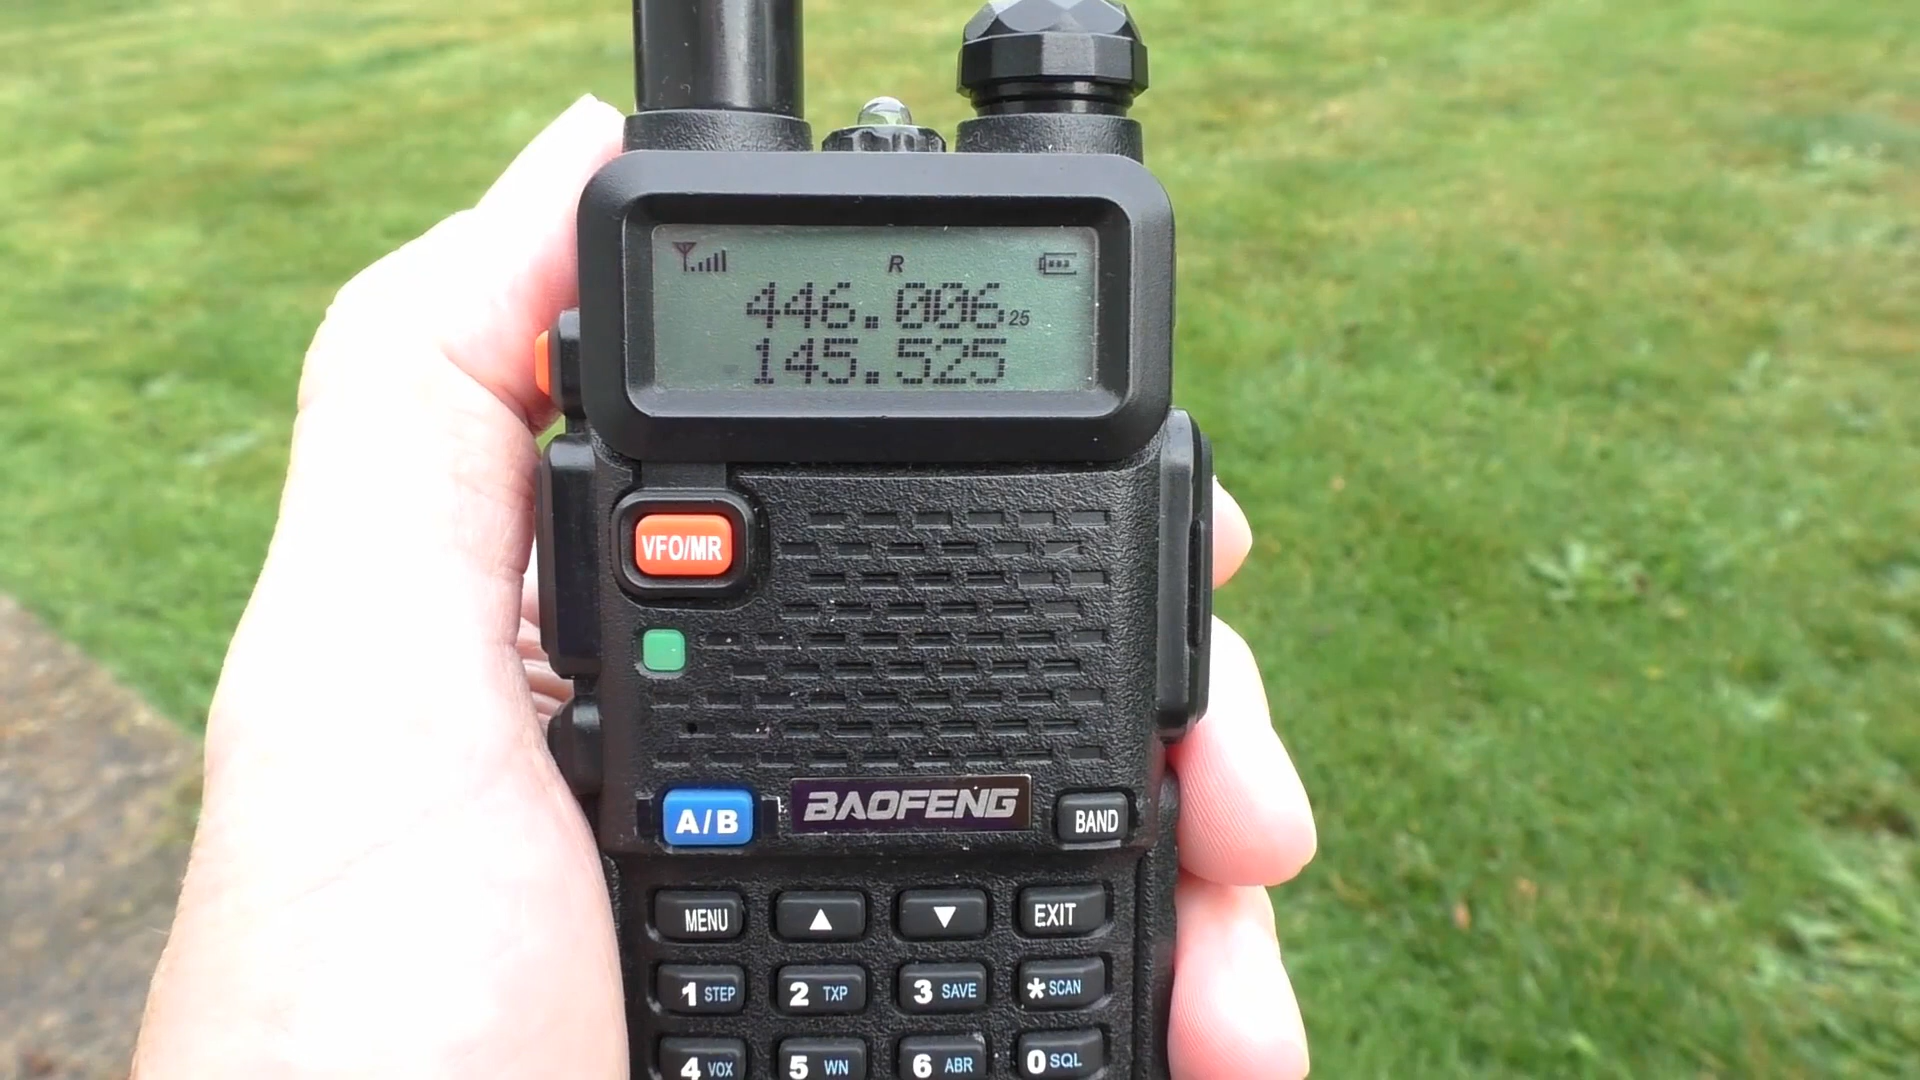 R
446.006 25
145.525
VFO/MR
A/B BAOFENG BAND
MENU ▲ ▼ EXIT
1 STEP 2 TXP 3 SAVE * SCAN
4 VOX 5 WN 6 ABR 0 SQL